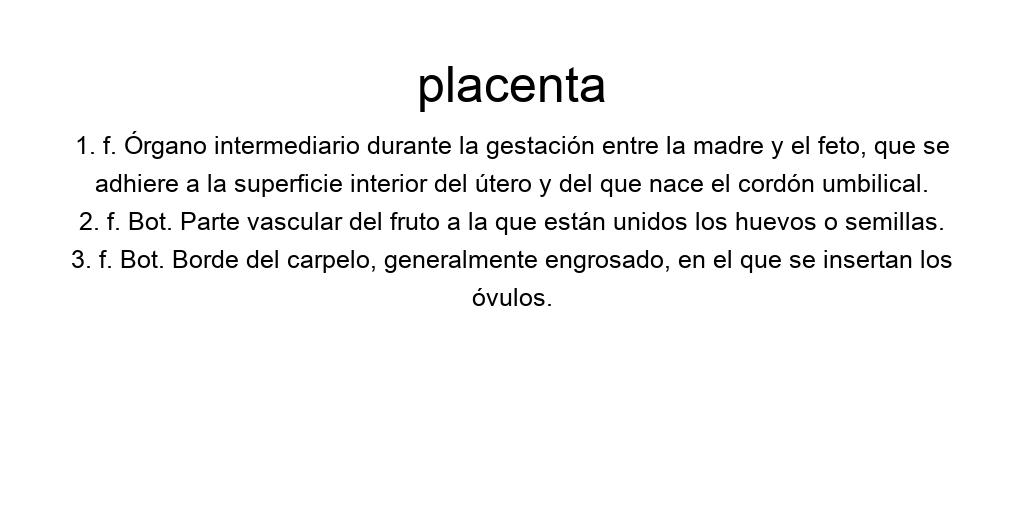 placenta
1. f. Órgano intermediario durante la gestación entre la madre y el feto, que se
adhiere a la superficie interior del útero y del que nace el cordón umbilical.
2. f. Bot. Parte vascular del fruto a la que están unidos los huevos o semillas.
3. f. Bot. Borde del carpelo, generalmente engrosado, en el que se insertan los
óvulos.